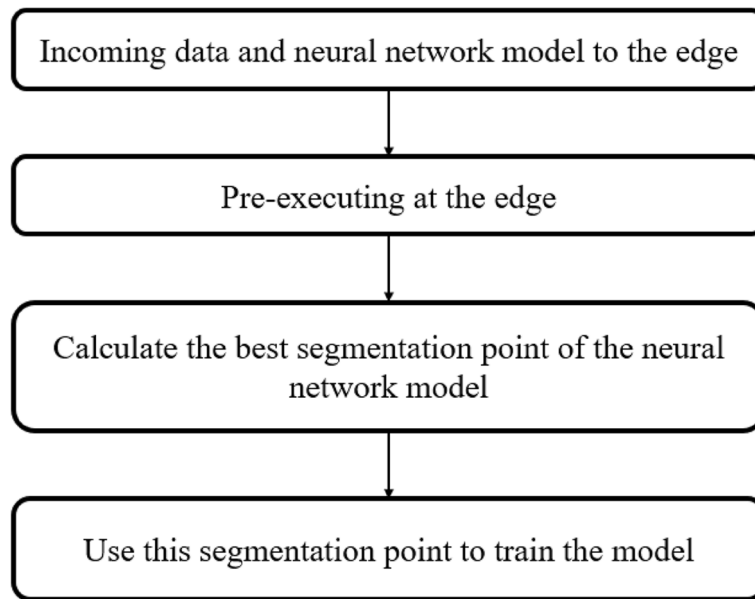 Incoming data and neural network model to the edge
Pre-executing at the edge
Calculate the best segmentation point of the neural
network model
Use this segmentation point to train the model